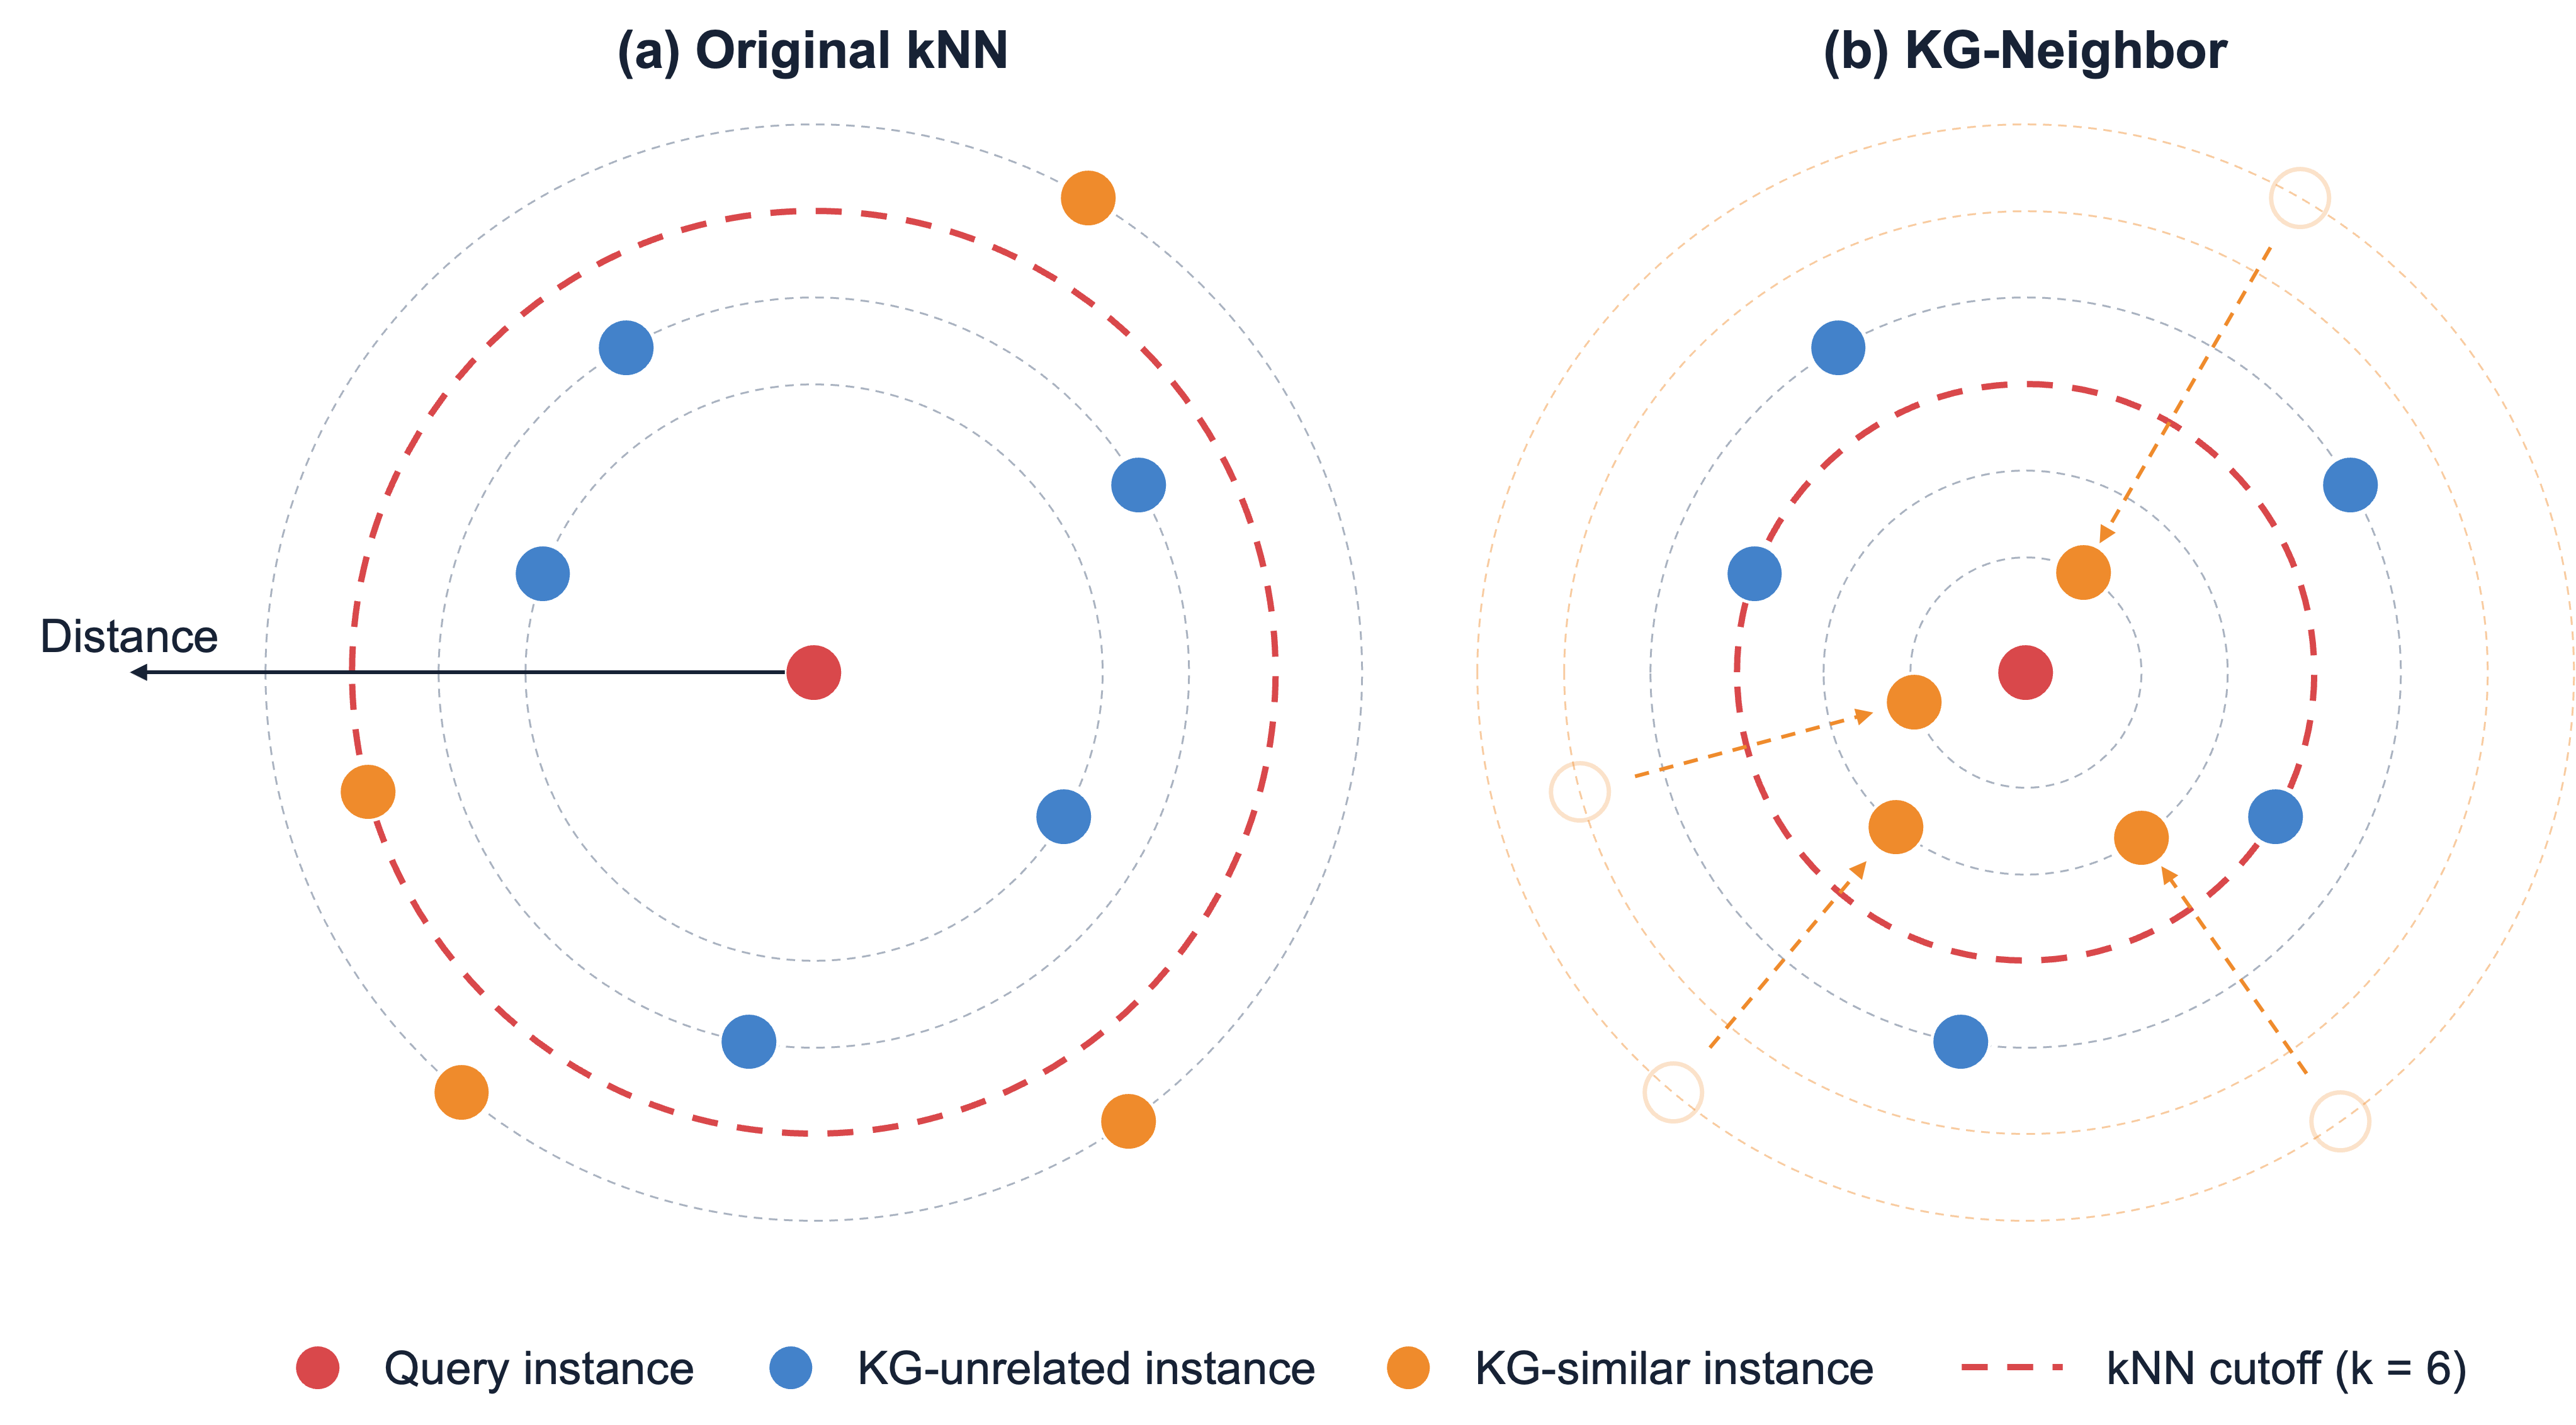 (a) Original kNN
(b) KG-Neighbor
Distance
Query instance
KG-unrelated instance
KG-similar instance
kNN cutoff (k = 6)